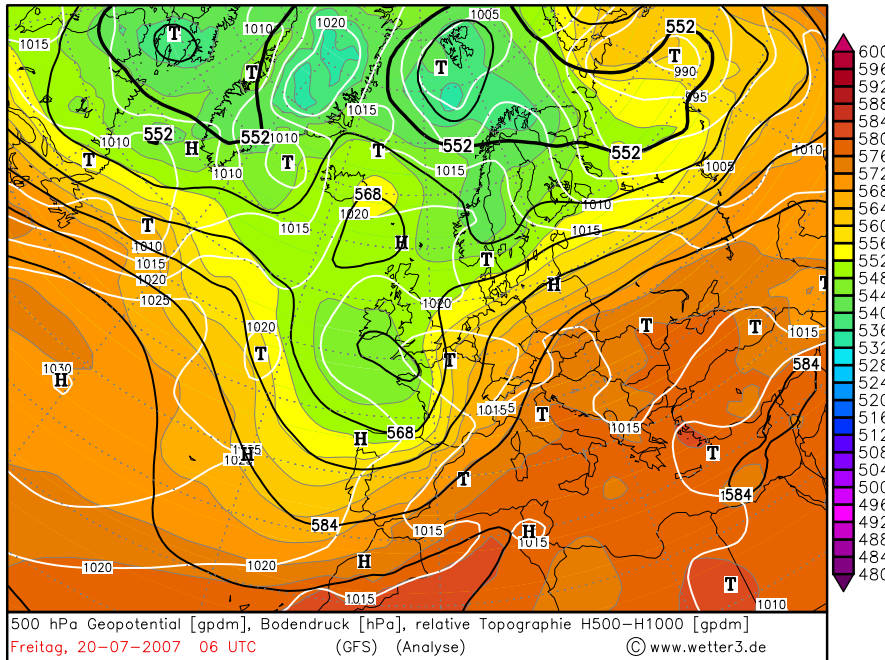 1020
1005
1015
1010
552
T
T
T
T
990
995
1015
552
552
1010
1010
552
552
T
H
T
T
1010
1015
1005
1010
568
1020
1010
1015
T
H
1010
1015
1015
T
1020
H
1025
1020
T
1020
T
T
1015
T
584
1030
H
T
1015
T
568
H
1015
H
T
T
584
584
1015
H
1015
H
1020
1020
T
1015
1010
600
596
592
588
584
580
576
572
568
564
560
556
552
548
544
540
536
532
528
524
520
516
512
508
504
500
496
492
488
484
480
500 hPa Geopotential [gpdm], Bodendruck [hPa], relative Topographie H500-H1000 [gpdm]
Freitag, 20-07-2007 06 UTC (GFS) (Analyse) © www.wetter3.de